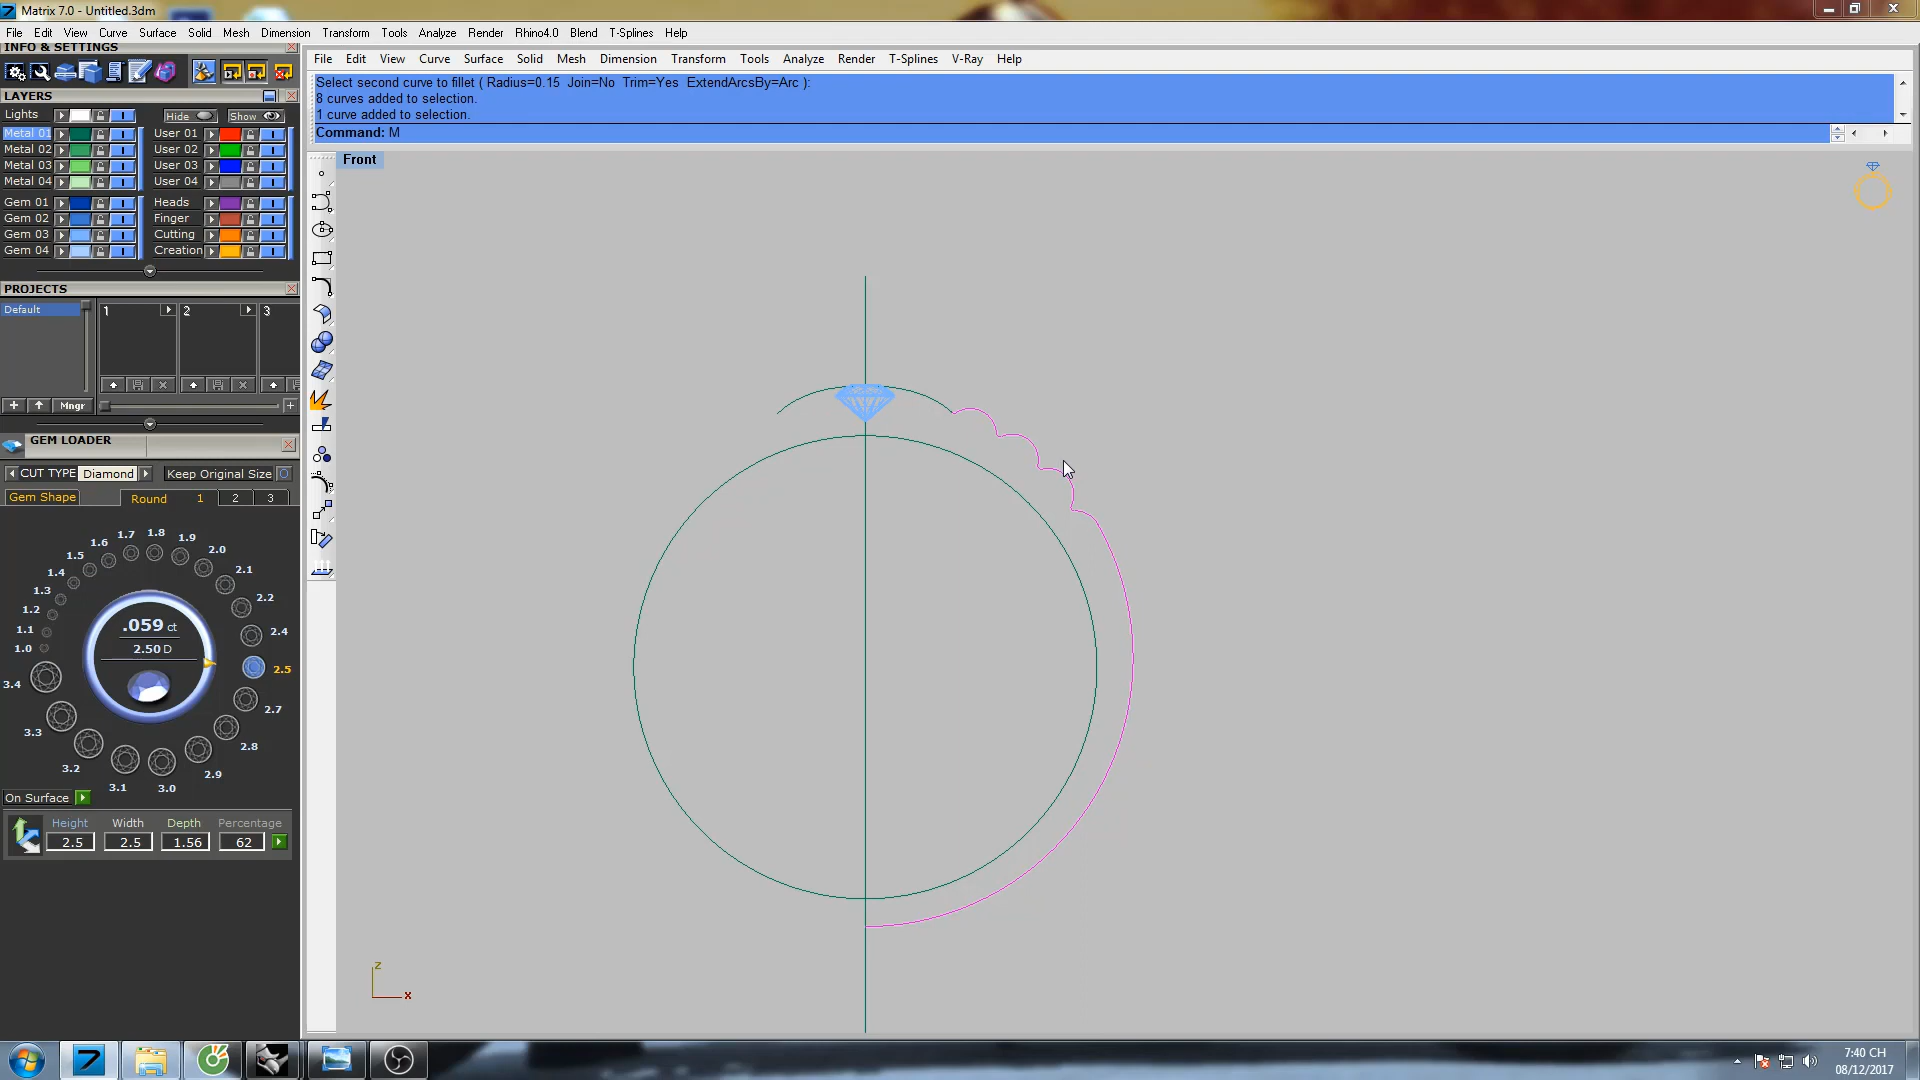 Matrix 7.0 - Untitled.3dm
File Edit View Curve Surface Solid Mesh Dimension Transform Tools Analyze Render Rhino4.0 Blend T-Splines Help
INFO & SETTINGS
File Edit View Curve Surface Solid Mesh Dimension Transform Tools Analyze Render T-Splines V-Ray Help
Select second curve to fillet ( Radius=0.15 Join=No Trim=Yes ExtendArcsBy=Arc ):
8 curves added to selection.
1 curve added to selection.
Command: M
LAYERS
Lights Hide Show
Metal 01 User 01
Metal 02 User 02
Metal 03 User 03
Metal 04 User 04
Gem 01 Heads
Gem 02 Finger
Gem 03 Cutting
Gem 04 Creation
PROJECTS
Default 1 2 3
Mngr
GEM LOADER
CUT TYPE Diamond Keep Original Size
Gem Shape Round 1 2 3
1.0
1.1
1.2
1.3
1.4
1.5
1.6
1.7
1.8
1.9
2.0
2.1
2.2
2.4
2.5
2.7
2.8
2.9
3.0
3.1
3.2
3.3
3.4
.059 ct
2.50 D
On Surface
Height Width Depth Percentage
2.5 2.5 1.56 62
Front
z
x
7:40 CH
08/12/2017